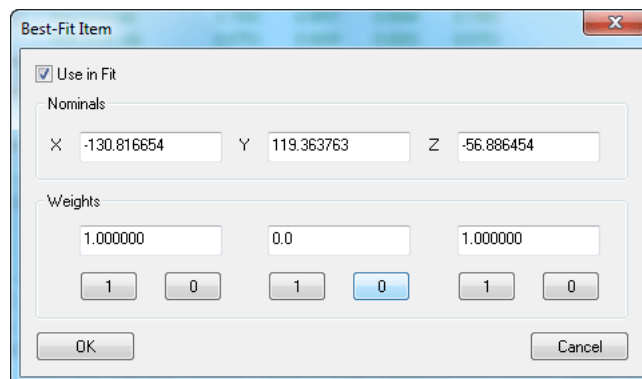 Best-Fit Item
Use in Fit
Nominals
X -130.816654 Y 119.363763 Z -56.886454
Weights
1.000000 0.0 1.000000
1 0 1 0 1 0
OK Cancel